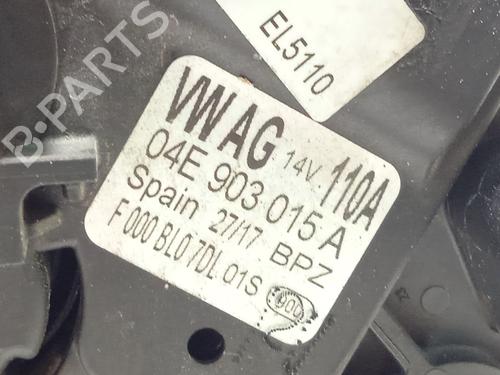 EL5110
VW AG 14V. 110A
04E 903 015 A
Spain 27/17 BPZ
F 000 BL0 7DL 01S
B-PARTS